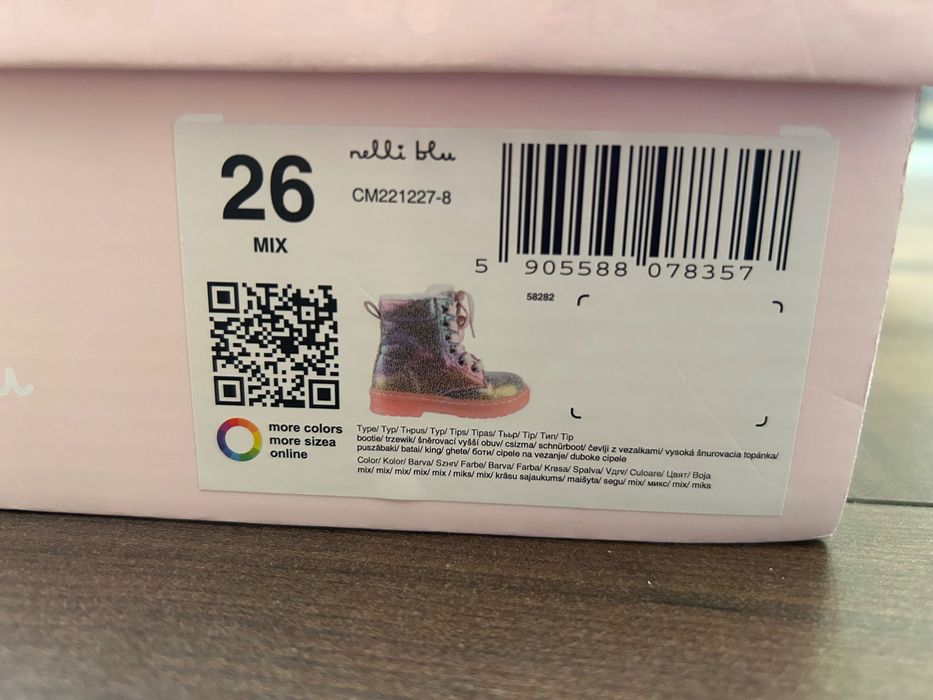 26
MIX
nelli blu
CM221227-8
5 905588 078357
58282
more colors
more sizea
online
Type/ Typ/ Тнрus/ Typ/ Tips/ Tipas/ Тъьр/ Tip/ Тип/ Tip
bootie/ trzewik/ šněrovací vyšší obuv/ csizma/ schnürboot/ čevlji z vezalkami/ vysoká šnurovacia topánka/
puszābaki/ batai/ king/ ghete/ боти/ cipele na vezanje/ duboke cipele
Color/ Kolor/ Barva/ Szнп/ Farbe/ Barva/ Farba/ Krasa/ Spalva/ Vдгv/ Culoare/ Цвят/ Boja
mix/ mix/ mix/ mix/ mix / miks/ mix/ krāsu sajaukums/ maišyta/ segu/ mix/ микс/ mix/ miks